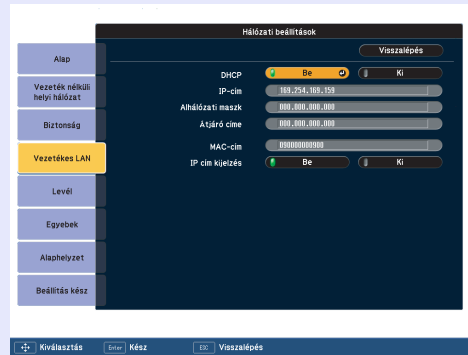 Hálózati beállítások
Visszalépés
Alap
Vezeték nélküli
helyi hálózat
Biztonság
Vezetékes LAN
Levél
Egyebek
Alaphelyzet
Beállítás kész
DHCP Be Ki
IP-cím 169.254.169.159
Alhálózati maszk 000.000.000.000
Átjáró címe 000.000.000.000
MAC-cím 090000000900
IP cím kijelzés Be Ki
Kiválasztás Enter Kész ESC Visszalépés